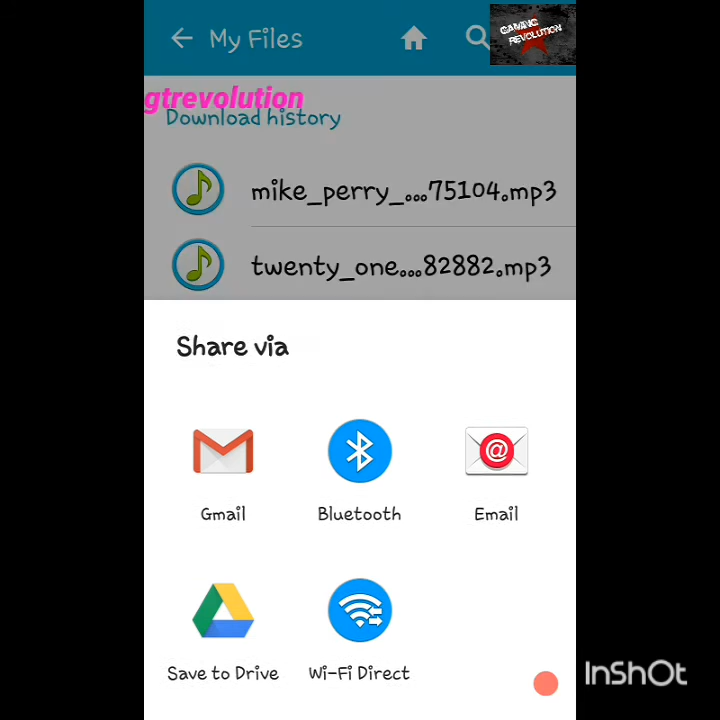 My Files
GAMING
REVOLUTION
gtrevolution
Download history
mike_perry_...75104.mp3
twenty_one...82882.mp3
Share via
Gmail
Bluetooth
Email
Save to Drive
Wi-Fi Direct
InShOt